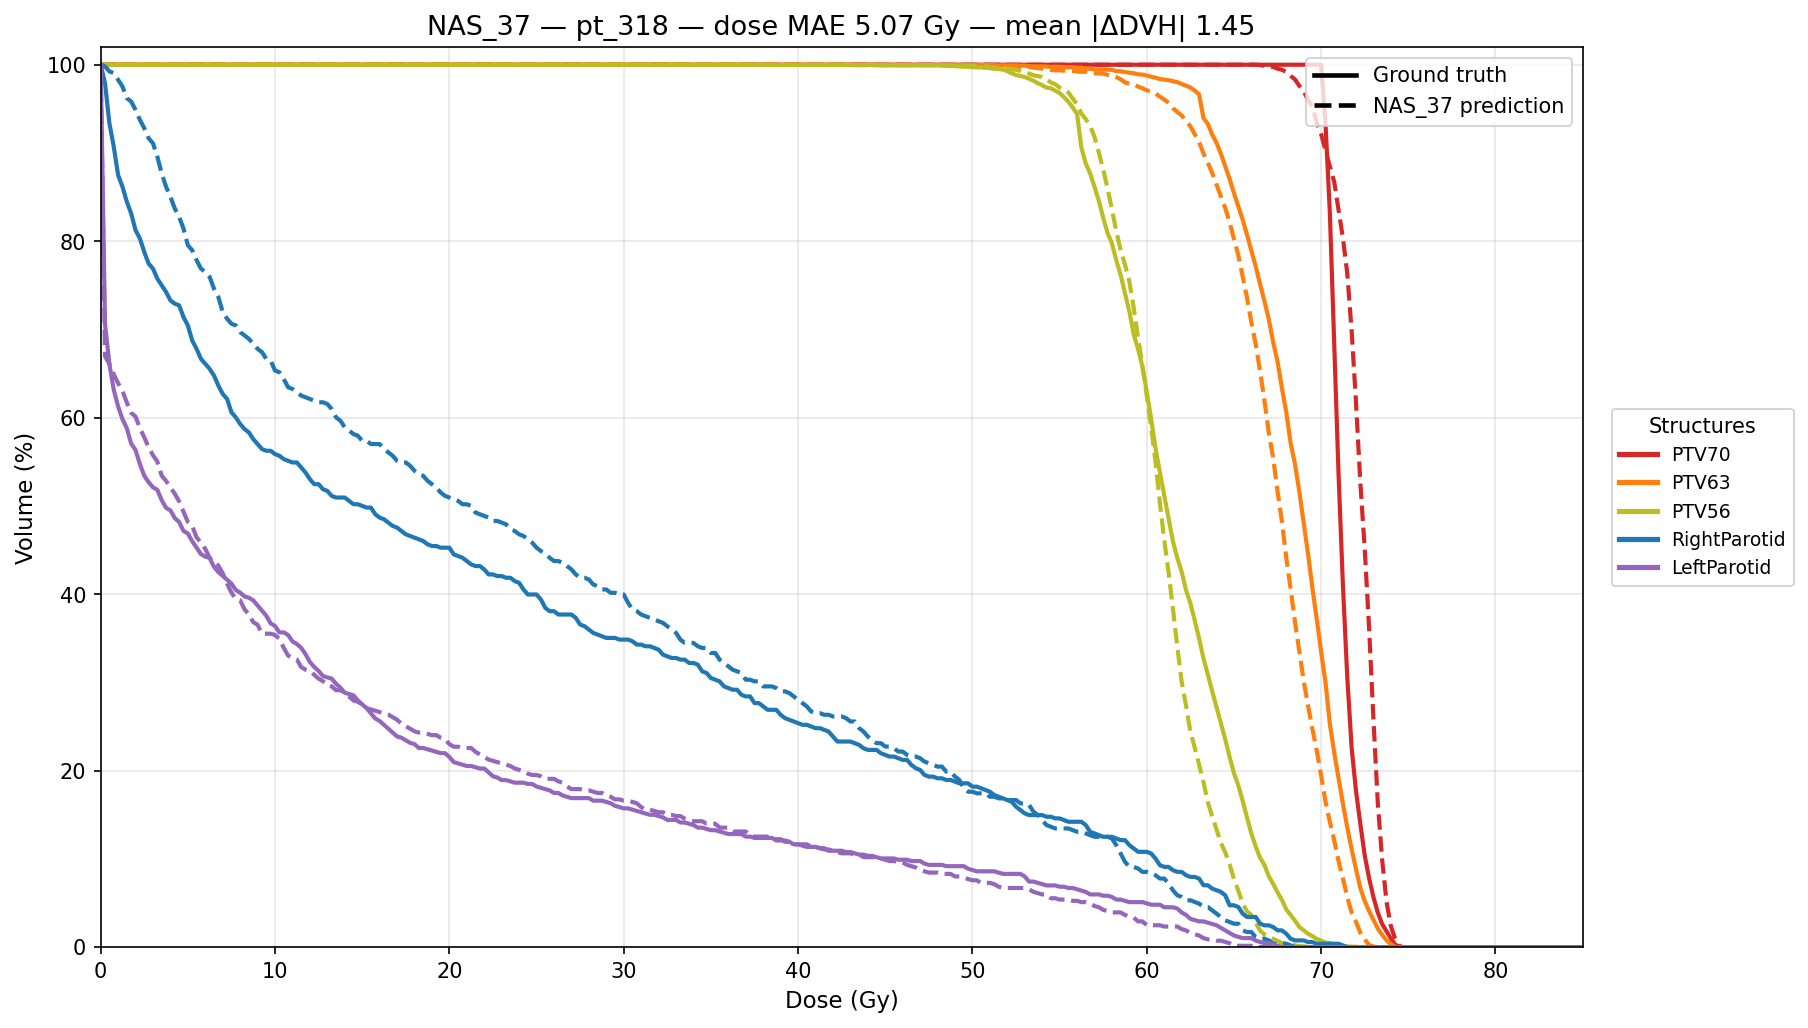 NAS_37 — pt_318 — dose MAE 5.07 Gy — mean |ΔDVH| 1.45
Ground truth
NAS_37 prediction
Volume (%)
100
80
60
40
20
0
0 10 20 30 40 50 60 70 80
Dose (Gy)
Structures
PTV70
PTV63
PTV56
RightParotid
LeftParotid